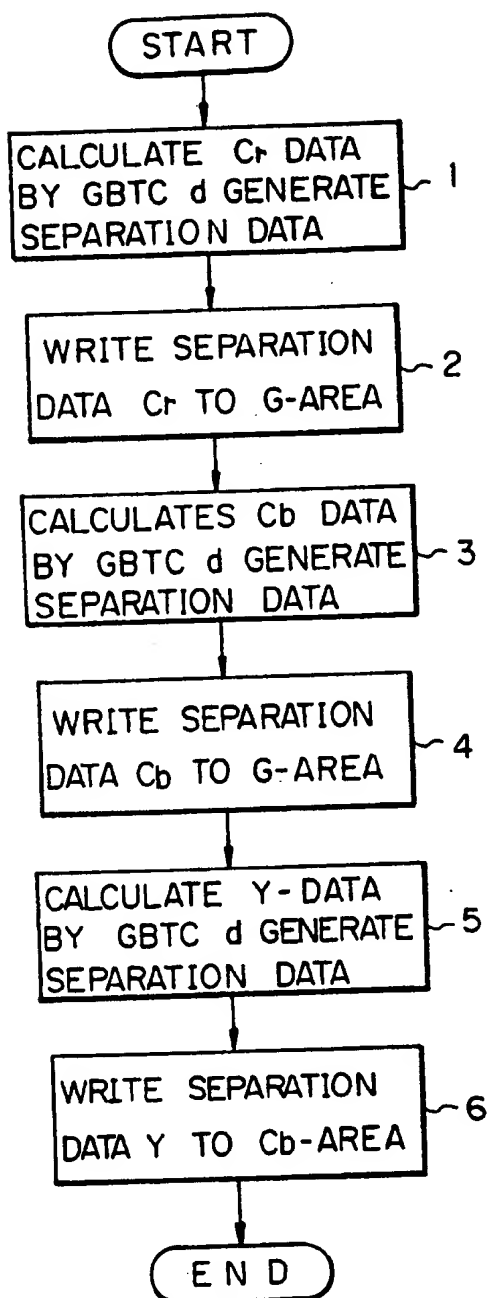 START
CALCULATE Cr DATA
BY GBTC d GENERATE
SEPARATION DATA
1
WRITE SEPARATION
DATA Cr TO G-AREA
2
CALCULATES Cb DATA
BY GBTC d GENERATE
SEPARATION DATA
3
WRITE SEPARATION
DATA Cb TO G-AREA
4
CALCULATE Y-DATA
BY GBTC d GENERATE
SEPARATION DATA
5
WRITE SEPARATION
DATA Y TO Cb-AREA
6
END